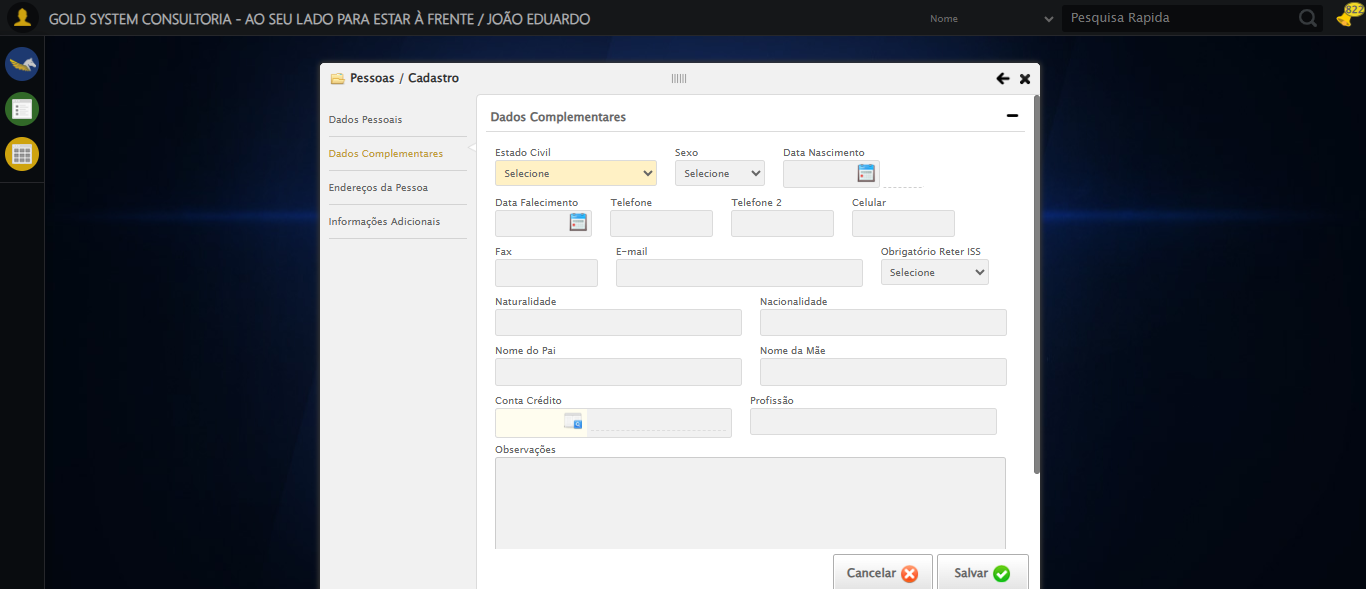 GOLD SYSTEM CONSULTORIA - AO SEU LADO PARA ESTAR À FRENTE / JOÃO EDUARDO
Nome
Pesquisa Rapida
822
Pessoas / Cadastro
Dados Pessoais
Dados Complementares
Endereços da Pessoa
Informações Adicionais
Dados Complementares
Estado Civil Sexo Data Nascimento
Selecione Selecione
Data Falecimento Telefone Telefone 2 Celular
Fax E-mail Obrigatório Reter ISS
Selecione
Naturalidade Nacionalidade
Nome do Pai Nome da Mãe
Conta Crédito Profissão
Observações
Cancelar Salvar